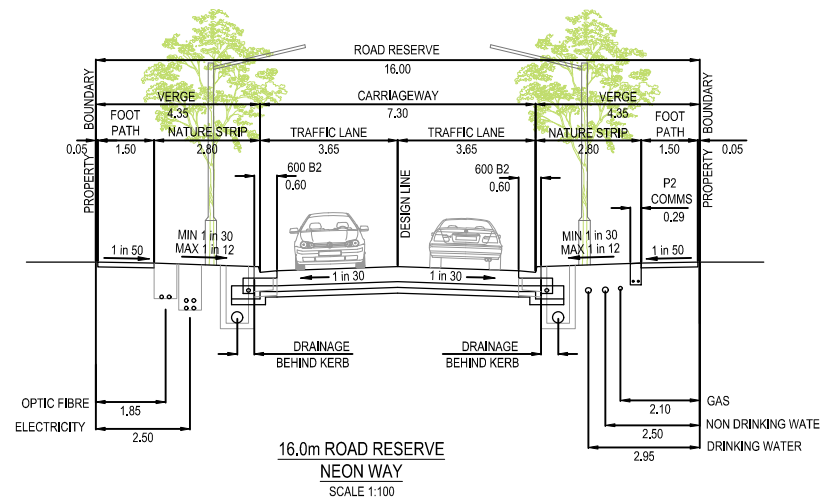 ROAD RESERVE
16.00
VERGE
4.35
CARRIAGEWAY
7.30
VERGE
4.35
BOUNDARY
PROPERTY
FOOT
PATH
1.50
0.05
NATURE STRIP
2.80
TRAFFIC LANE
3.65
TRAFFIC LANE
3.65
NATURE STRIP
2.80
FOOT
PATH
1.50
0.05
BOUNDARY
PROPERTY
600 B2
0.60
DESIGN LINE
600 B2
0.60
P2
COMMS
0.29
MIN 1 in 30
MAX 1 in 12
MIN 1 in 30
MAX 1 in 12
1 in 50
1 in 50
1 in 30
1 in 30
DRAINAGE
BEHIND KERB
DRAINAGE
BEHIND KERB
OPTIC FIBRE
1.85
ELECTRICITY
2.50
GAS
2.10
NON DRINKING WATE
2.50
DRINKING WATER
2.95
16.0m ROAD RESERVE
NEON WAY
SCALE 1:100